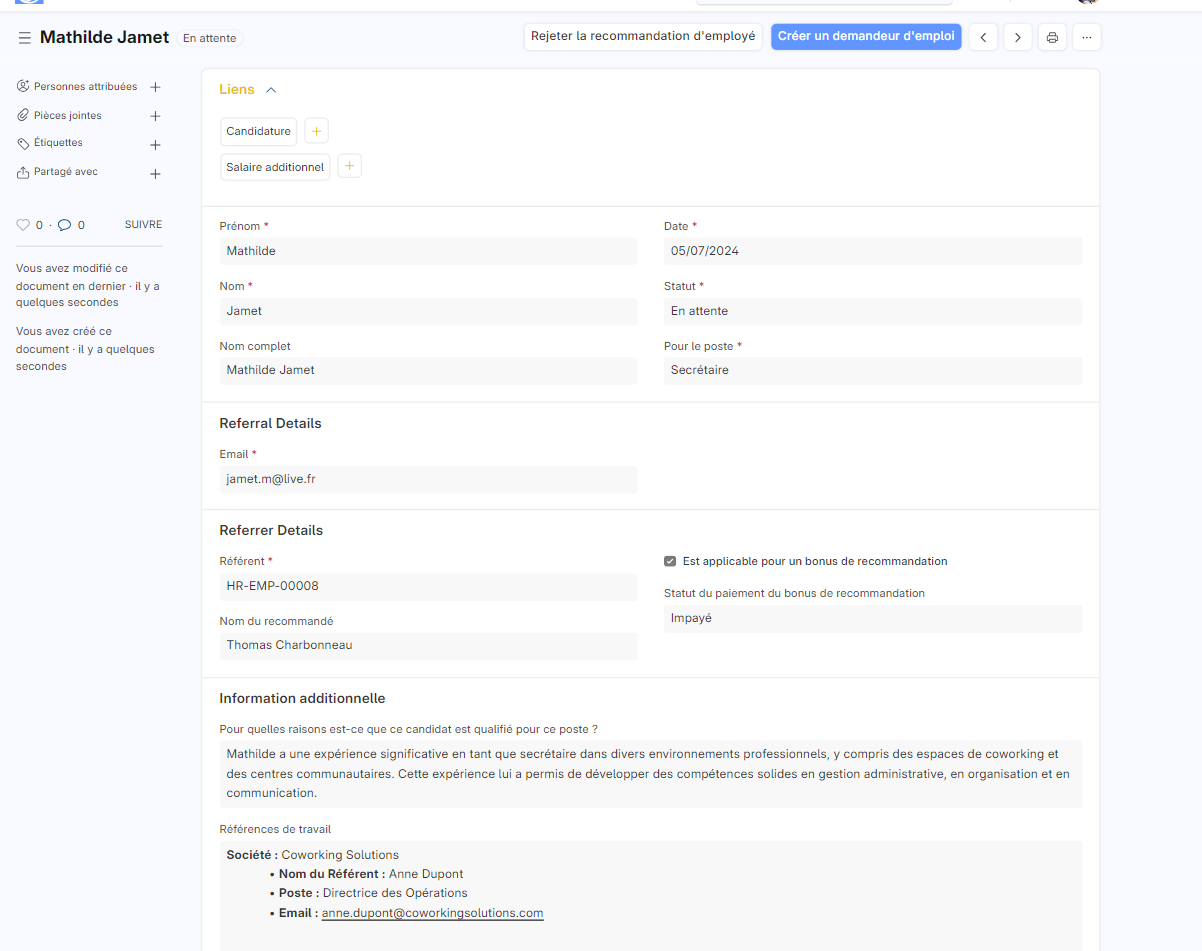 Mathilde Jamet
En attente
Rejeter la recommandation d'employé
Créer un demandeur d'emploi
Personnes attribuées
Pièces jointes
Étiquettes
Partagé avec
0 · 0
SUIVRE
Vous avez modifié ce
document en dernier · il y a
quelques secondes
Vous avez créé ce
document · il y a quelques
secondes
Liens
Candidature
Salaire additionnel
Prénom *
Mathilde
Date *
05/07/2024
Nom *
Jamet
Statut *
En attente
Nom complet
Mathilde Jamet
Pour le poste *
Secrétaire
Referral Details
Email *
jamet.m@live.fr
Referrer Details
Référent *
HR-EMP-00008
Est applicable pour un bonus de recommandation
Statut du paiement du bonus de recommandation
Impayé
Nom du recommandé
Thomas Charbonneau
Information additionnelle
Pour quelles raisons est-ce que ce candidat est qualifié pour ce poste ?
Mathilde a une expérience significative en tant que secrétaire dans divers environnements professionnels, y compris des espaces de coworking et
des centres communautaires. Cette expérience lui a permis de développer des compétences solides en gestion administrative, en organisation et en
communication.
Références de travail
Société : Coworking Solutions
• Nom du Référent : Anne Dupont
• Poste : Directrice des Opérations
• Email : anne.dupont@coworkingsolutions.com